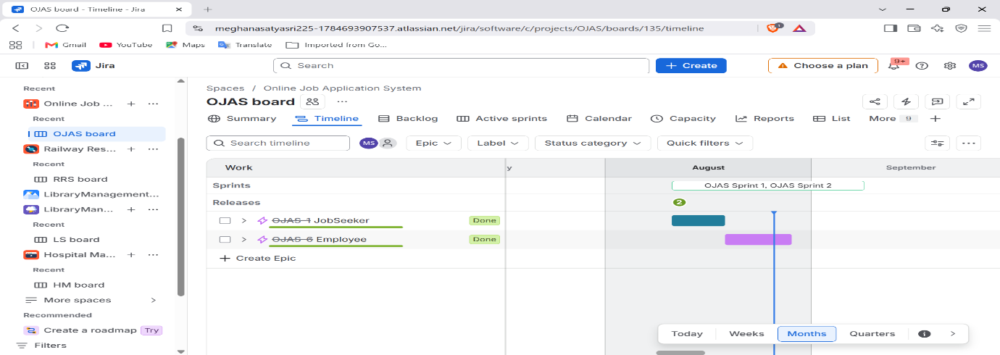 OJAS board - Timeline - Jira
meghanasatyasri225-1784693907537.atlassian.net/jira/software/c/projects/OJAS/boards/135/timeline
1
Gmail YouTube Maps Translate Imported from Go...
Jira Search + Create Choose a plan 9+ MS
Recent
Online Job ...
Recent
OJAS board
Railway Res...
Recent
RRS board
LibraryManagement...
LibraryMan...
Recent
LS board
Hospital Ma...
Recent
HM board
More spaces
Recommended
Create a roadmap Try
Filters
Spaces / Online Job Application System
OJAS board
Summary Timeline Backlog Active sprints Calendar Capacity Reports List More 9
Search timeline MS Epic Label Status category Quick filters
Work y August September
Sprints OJAS Sprint 1, OJAS Sprint 2
Releases 2
OJAS-1 JobSeeker Done
OJAS-6 Employee Done
+ Create Epic
Today Weeks Months Quarters